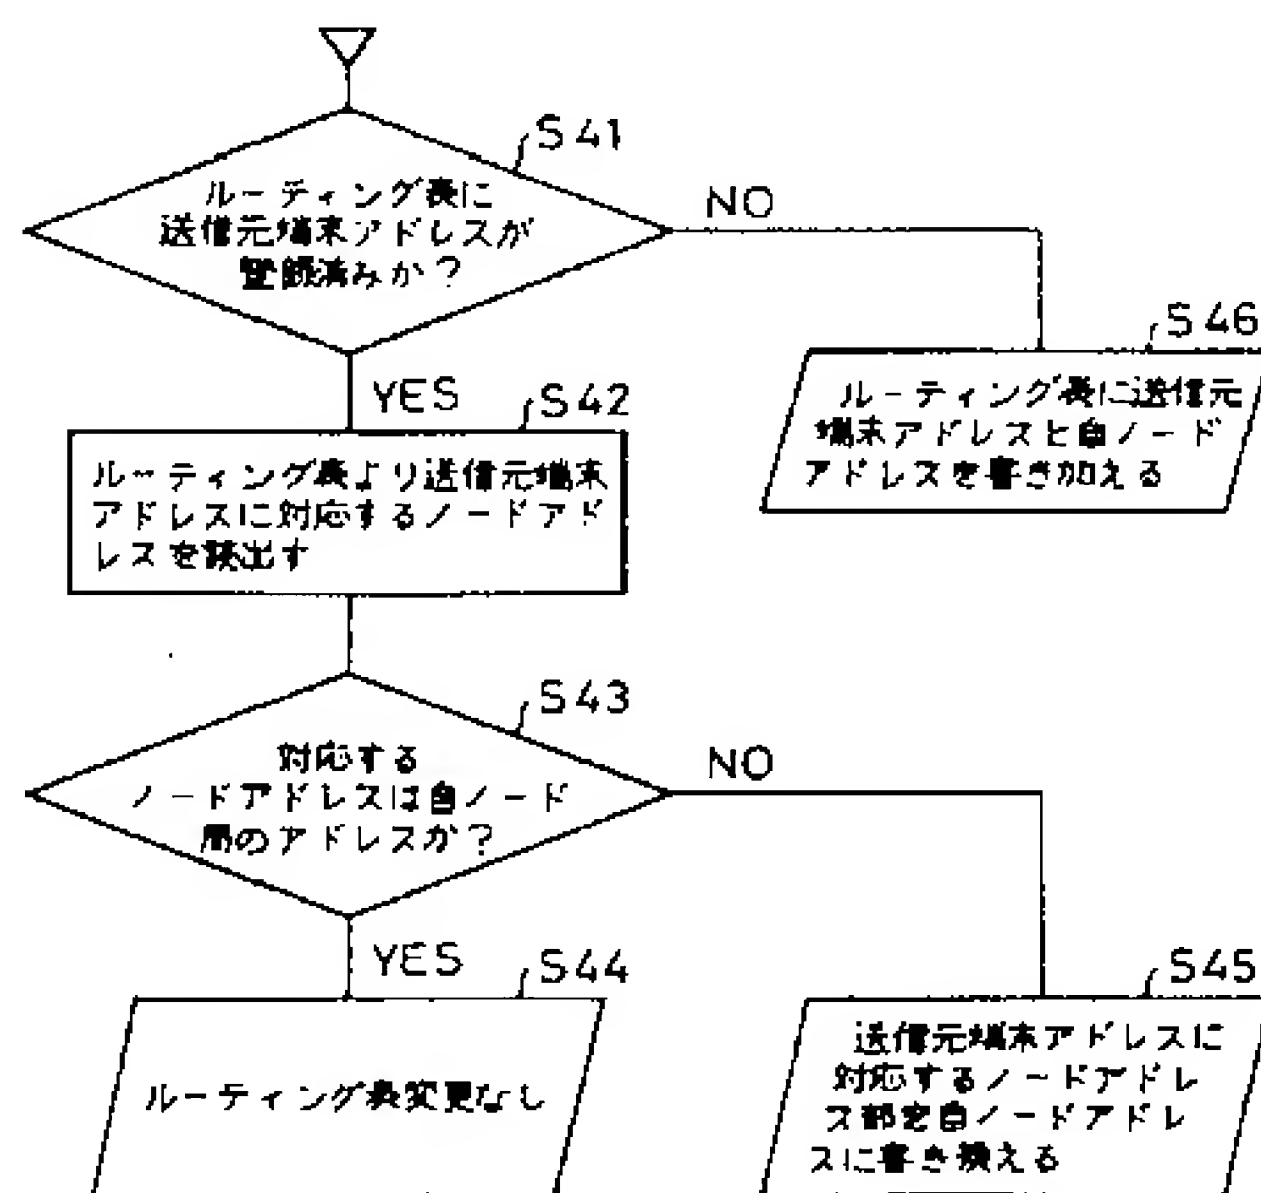 S41
ルーティング表に
送信元端末アドレスが
登録済みか？
NO
YES
S46
ルーティング表に送信元
端末アドレスと自ノード
アドレスを書き加える
S42
ルーティング表より送信元端末
アドレスに対応するノードアド
レスを読出す
S43
対応する
ノードアドレスは自ノード
局のアドレスか？
NO
YES
S44
ルーティング表変更なし
S45
送信元端末アドレスに
対応するノードアドレ
ス部を自ノードアドレ
スに書き換える